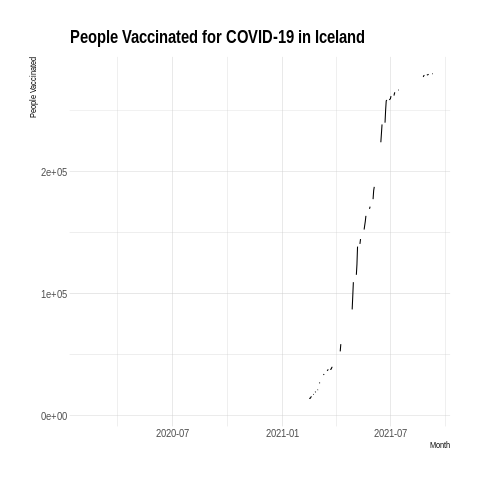 People Vaccinated for COVID-19 in Iceland
People Vaccinated
2e+05
1e+05
0e+00
2020-07
2021-01
2021-07
Month